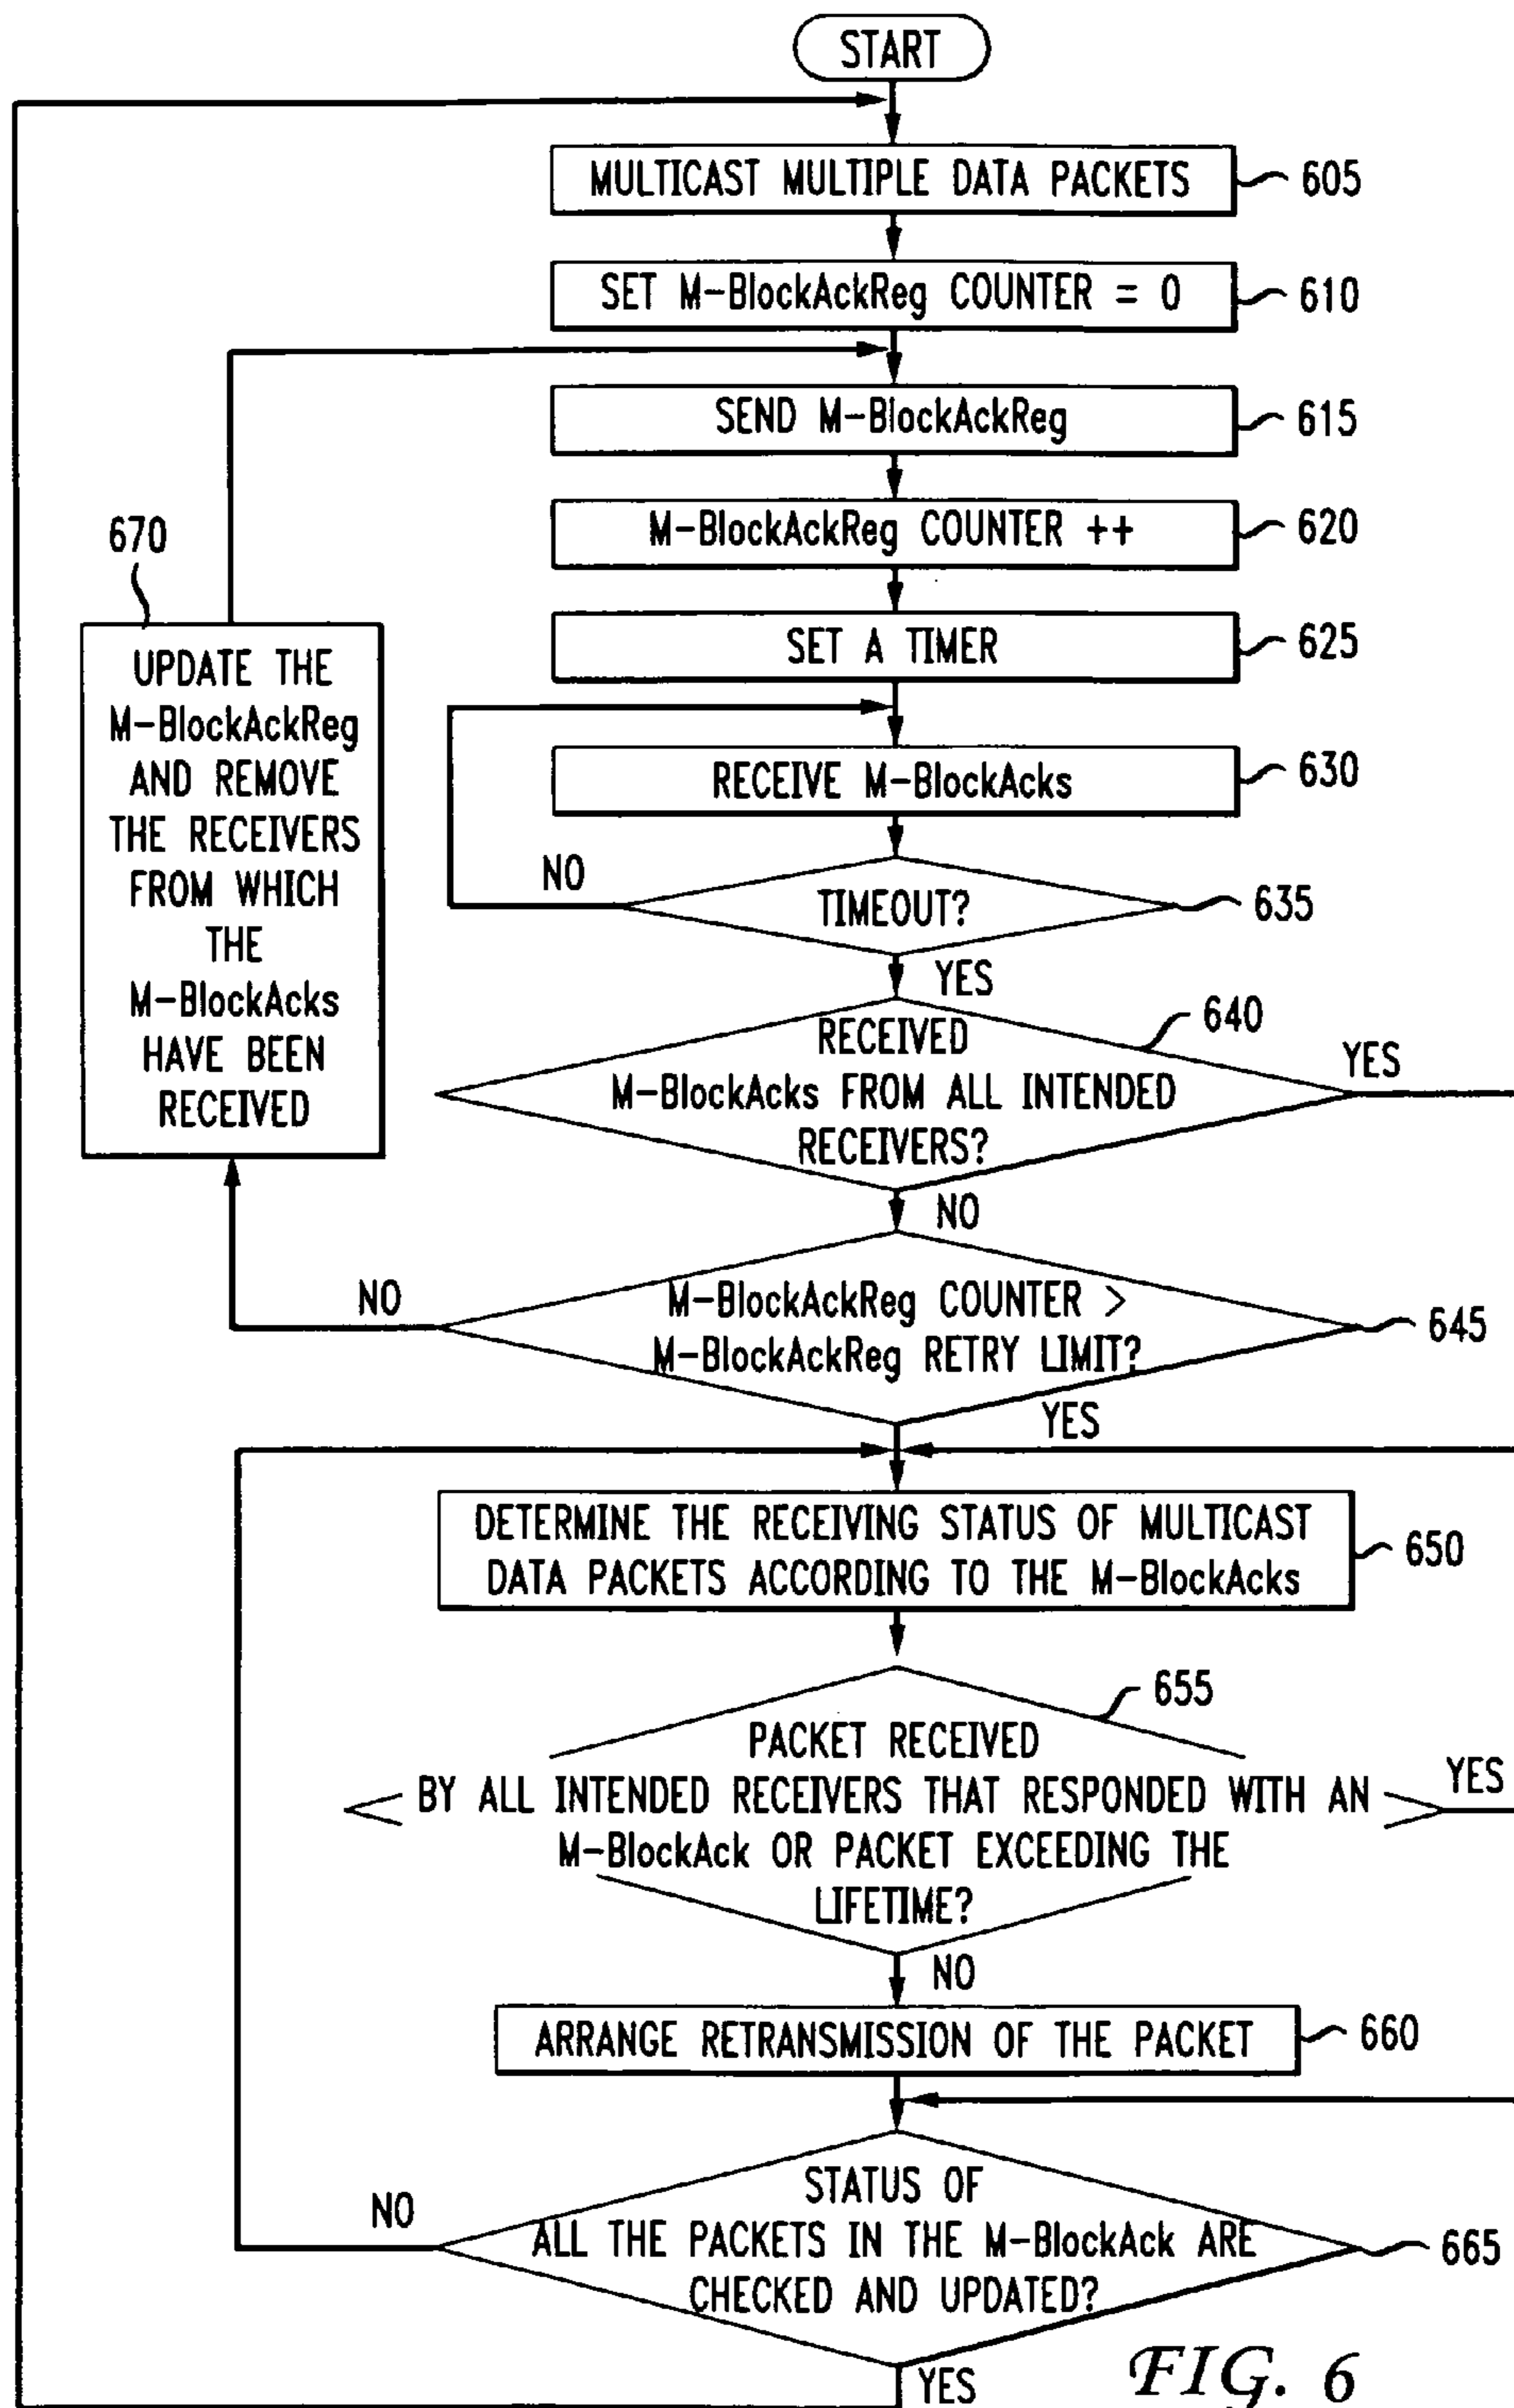 START
MULTICAST MULTIPLE DATA PACKETS
605
SET M-BlockAckReg COUNTER = 0
610
SEND M-BlockAckReg
615
M-BlockAckReg COUNTER ++
620
SET A TIMER
625
670
UPDATE THE
M-BlockAckReg
AND REMOVE
THE RECEIVERS
FROM WHICH
THE
M-BlockAcks
HAVE BEEN
RECEIVED
RECEIVE M-BlockAcks
630
NO
TIMEOUT?
635
YES
640
RECEIVED
M-BlockAcks FROM ALL INTENDED
RECEIVERS?
YES
NO
NO
M-BlockAckReg COUNTER >
M-BlockAckReg RETRY LIMIT?
645
YES
DETERMINE THE RECEIVING STATUS OF MULTICAST
DATA PACKETS ACCORDING TO THE M-BlockAcks
650
655
PACKET RECEIVED
BY ALL INTENDED RECEIVERS THAT RESPONDED WITH AN
M-BlockAck OR PACKET EXCEEDING THE
LIFETIME?
YES
NO
ARRANGE RETRANSMISSION OF THE PACKET
660
NO
STATUS OF
ALL THE PACKETS IN THE M-BlockAck ARE
CHECKED AND UPDATED?
665
YES
FIG. 6